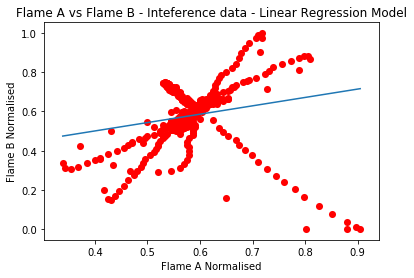 Flame A vs Flame B - Inteference data - Linear Regression Model
1.0
0.8
0.6
0.4
0.2
0.0
Flame B Normalised
0.4 0.5 0.6 0.7 0.8 0.9
Flame A Normalised